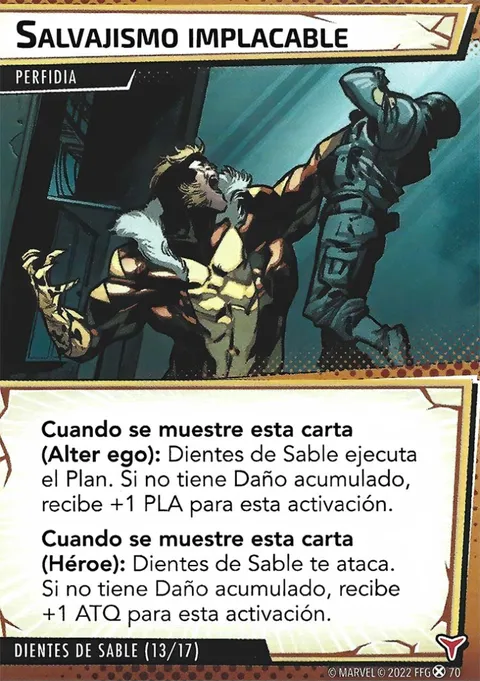 SALVAJISMO IMPLACABLE
PERFIDIA
Cuando se muestre esta carta
(Alter ego): Dientes de Sable ejecuta
el Plan. Si no tiene Daño acumulado,
recibe +1 PLA para esta activación.
Cuando se muestre esta carta
(Héroe): Dientes de Sable te ataca.
Si no tiene Daño acumulado, recibe
+1 ATQ para esta activación.
DIENTES DE SABLE (13/17)
© MARVEL © 2022 FFG 70